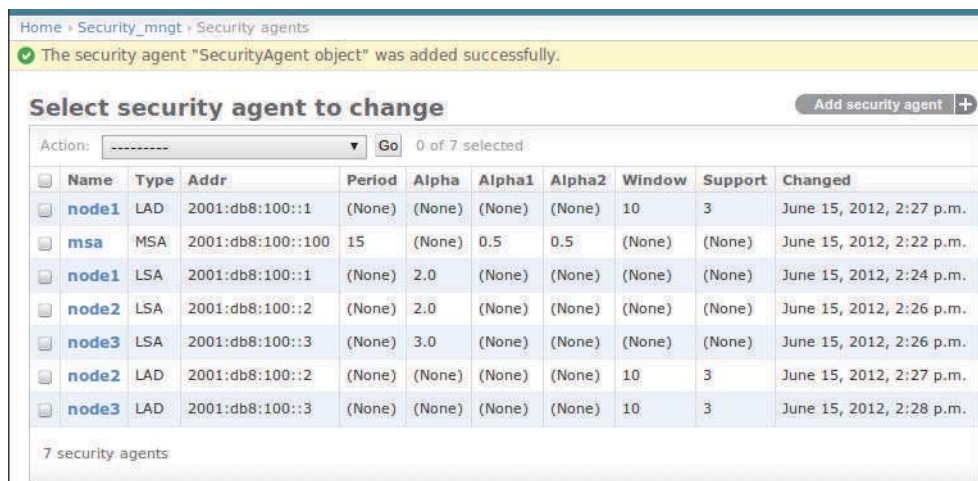 Home › Security_mngt › Security agents
The security agent "SecurityAgent object" was added successfully.
Select security agent to change
Add security agent +
Action: --------- Go 0 of 7 selected
Name Type Addr Period Alpha Alpha1 Alpha2 Window Support Changed
node1 LAD 2001:db8:100::1 (None) (None) (None) (None) 10 3 June 15, 2012, 2:27 p.m.
msa MSA 2001:db8:100::100 15 (None) 0.5 0.5 (None) (None) June 15, 2012, 2:22 p.m.
node1 LSA 2001:db8:100::1 (None) 2.0 (None) (None) (None) (None) June 15, 2012, 2:24 p.m.
node2 LSA 2001:db8:100::2 (None) 2.0 (None) (None) (None) (None) June 15, 2012, 2:26 p.m.
node3 LSA 2001:db8:100::3 (None) 3.0 (None) (None) (None) (None) June 15, 2012, 2:26 p.m.
node2 LAD 2001:db8:100::2 (None) (None) (None) (None) 10 3 June 15, 2012, 2:27 p.m.
node3 LAD 2001:db8:100::3 (None) (None) (None) (None) 10 3 June 15, 2012, 2:28 p.m.
7 security agents